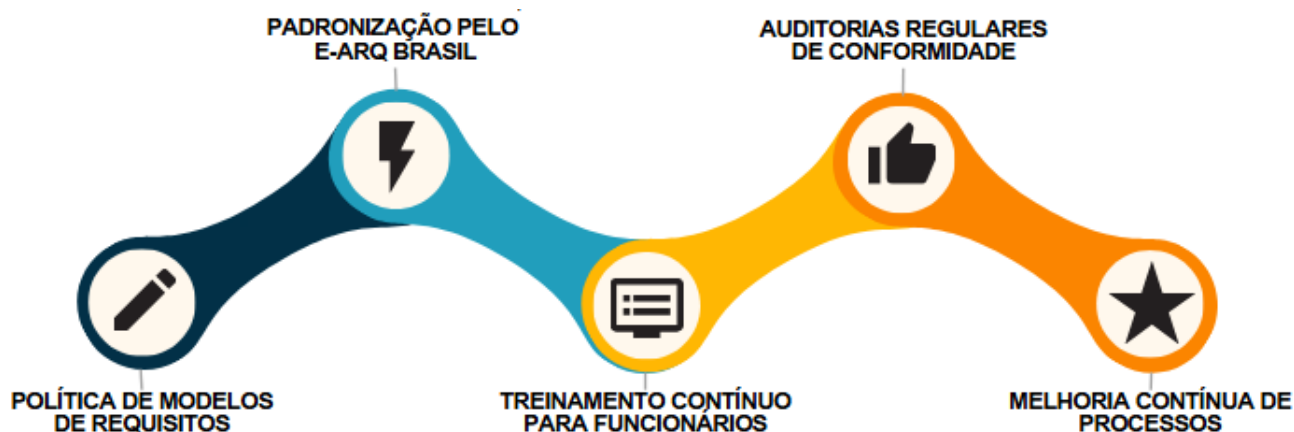 PADRONIZAÇÃO PELO
E-ARQ BRASIL
AUDITORIAS REGULARES
DE CONFORMIDADE
POLÍTICA DE MODELOS
DE REQUISITOS
TREINAMENTO CONTÍNUO
PARA FUNCIONÁRIOS
MELHORIA CONTÍNUA DE
PROCESSOS